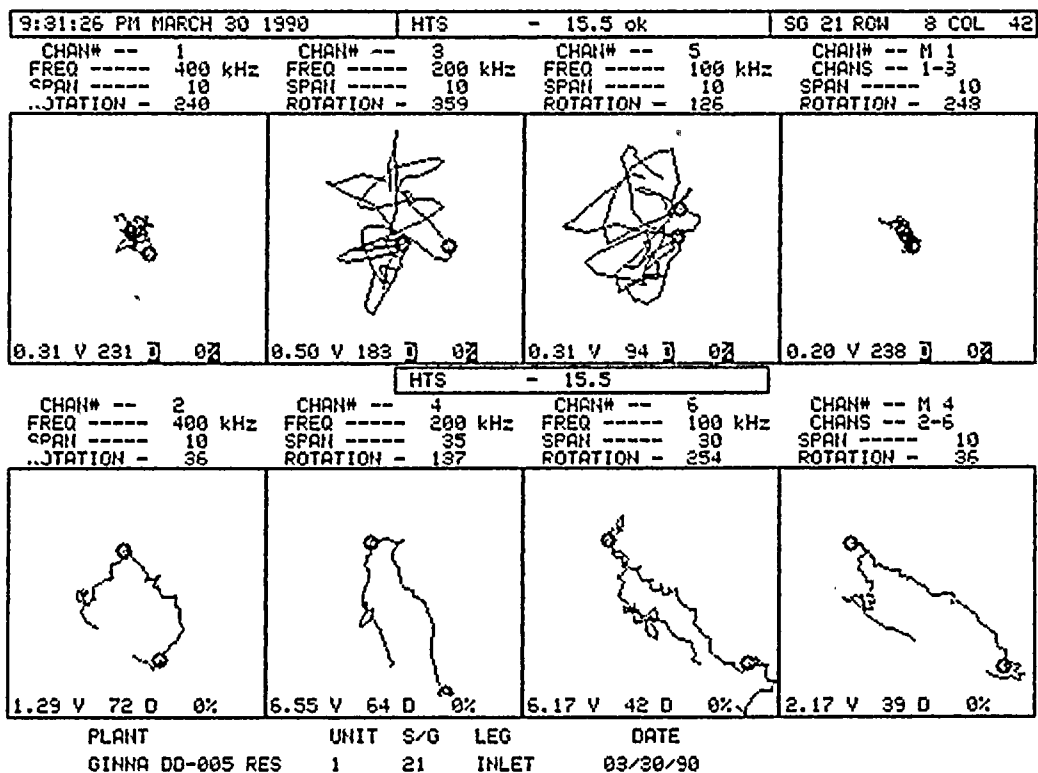 9:31:26 PM MARCH 30 1990 HTS - 15.5 ok SG 21 ROW 8 COL 42
CHAN# -- 1 CHAN# -- 3 CHAN# -- 5 CHAN# -- M 1
FREQ ----- 400 kHz FREQ ----- 200 kHz FREQ ----- 100 kHz CHANS -- 1-3
SPAN ----- 10 SPAN ----- 10 SPAN ----- 10 SPAN ----- 10
..OTATION - 240 ROTATION - 359 ROTATION - 126 ROTATION - 248
0.31 V 231 D 0% 0.50 V 183 D 0% 0.31 V 94 D 0% 0.20 V 238 D 0%
HTS - 15.5
CHAN# -- 2 CHAN# -- 4 CHAN# -- 6 CHAN# -- M 4
FREQ ----- 400 kHz FREQ ----- 200 kHz FREQ ----- 100 kHz CHANS -- 2-6
SPAN ----- 10 SPAN ----- 35 SPAN ----- 30 SPAN ----- 10
..OTATION - 36 ROTATION - 137 ROTATION - 254 ROTATION - 36
1.29 V 72 D 0% 6.55 V 64 D 0% 6.17 V 42 D 0% 2.17 V 39 D 0%
PLANT UNIT S/G LEG DATE
GINNA DD-005 RES 1 21 INLET 03/30/90